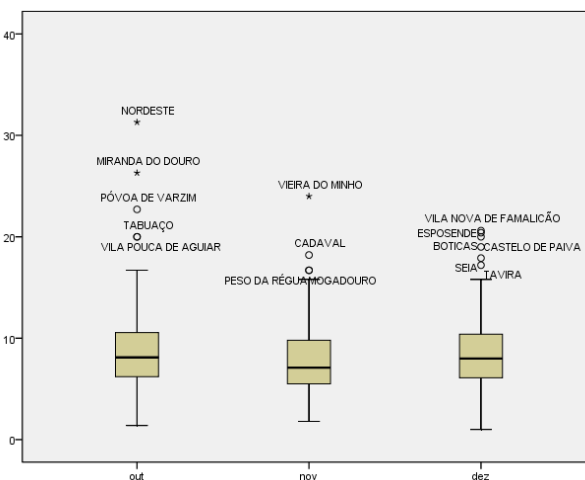 40
NORDESTE
30
MIRANDA DO DOURO
VIEIRA DO MINHO
PÓVOA DE VARZIM
VILA NOVA DE FAMALICÃO
TABUAÇO
ESPOSENDE
20
VILA POUCA DE AGUIAR
CADAVAL
BOTICAS
CASTELO DE PAIVA
SEIA
TAVIRA
PESO DA RÉGUA
MOGADOURO
10
0
out
nov
dez